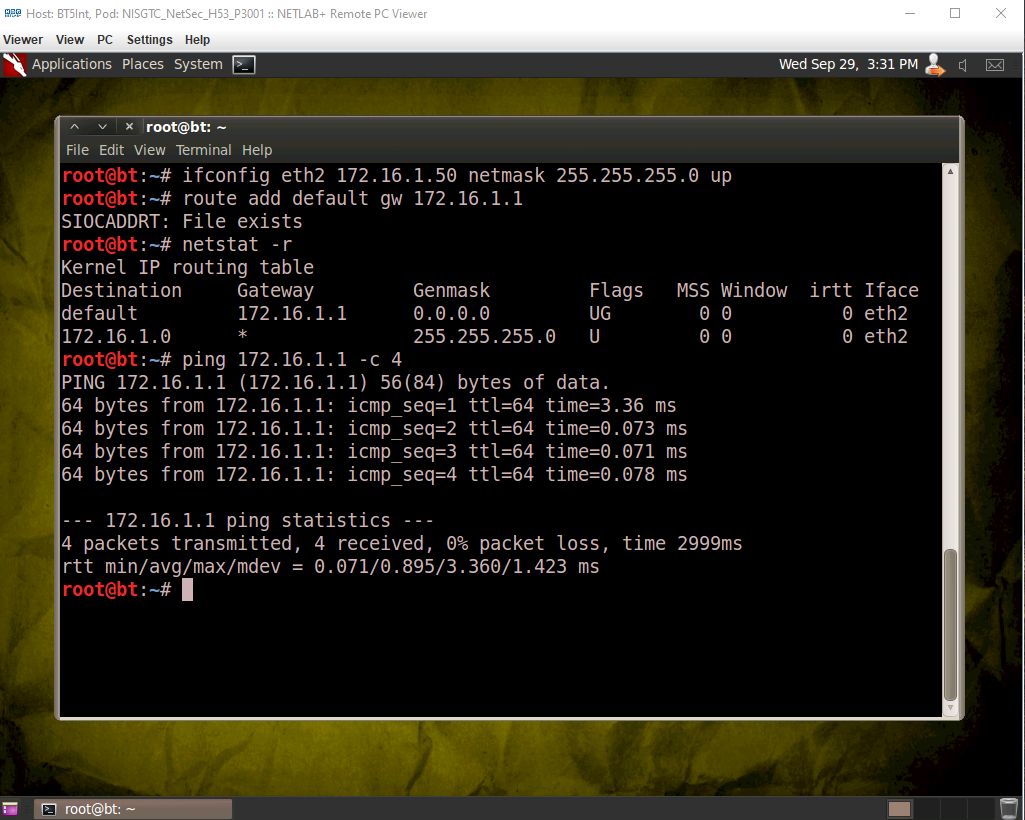 Host: BT5Int, Pod: NISGTC_NetSec_H53_P3001 :: NETLAB+ Remote PC Viewer
Viewer View PC Settings Help
Applications Places System Wed Sep 29, 3:31 PM
root@bt: ~
File Edit View Terminal Help
root@bt:~# ifconfig eth2 172.16.1.50 netmask 255.255.255.0 up
root@bt:~# route add default gw 172.16.1.1
SIOCADDRT: File exists
root@bt:~# netstat -r
Kernel IP routing table
Destination     Gateway         Genmask         Flags   MSS Window  irtt Iface
default         172.16.1.1      0.0.0.0         UG        0 0          0 eth2
172.16.1.0      *               255.255.255.0   U         0 0          0 eth2
root@bt:~# ping 172.16.1.1 -c 4
PING 172.16.1.1 (172.16.1.1) 56(84) bytes of data.
64 bytes from 172.16.1.1: icmp_seq=1 ttl=64 time=3.36 ms
64 bytes from 172.16.1.1: icmp_seq=2 ttl=64 time=0.073 ms
64 bytes from 172.16.1.1: icmp_seq=3 ttl=64 time=0.071 ms
64 bytes from 172.16.1.1: icmp_seq=4 ttl=64 time=0.078 ms
--- 172.16.1.1 ping statistics ---
4 packets transmitted, 4 received, 0% packet loss, time 2999ms
rtt min/avg/max/mdev = 0.071/0.895/3.360/1.423 ms
root@bt:~#
root@bt: ~